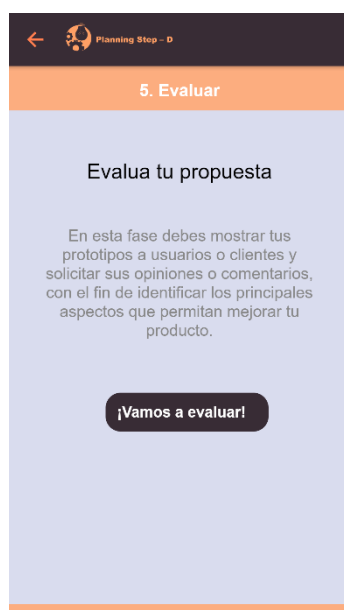 Planning Step – D
5. Evaluar
Evalua tu propuesta
En esta fase debes mostrar tus
prototipos a usuarios o clientes y
solicitar sus opiniones o comentarios,
con el fin de identificar los principales
aspectos que permitan mejorar tu
producto.
¡Vamos a evaluar!